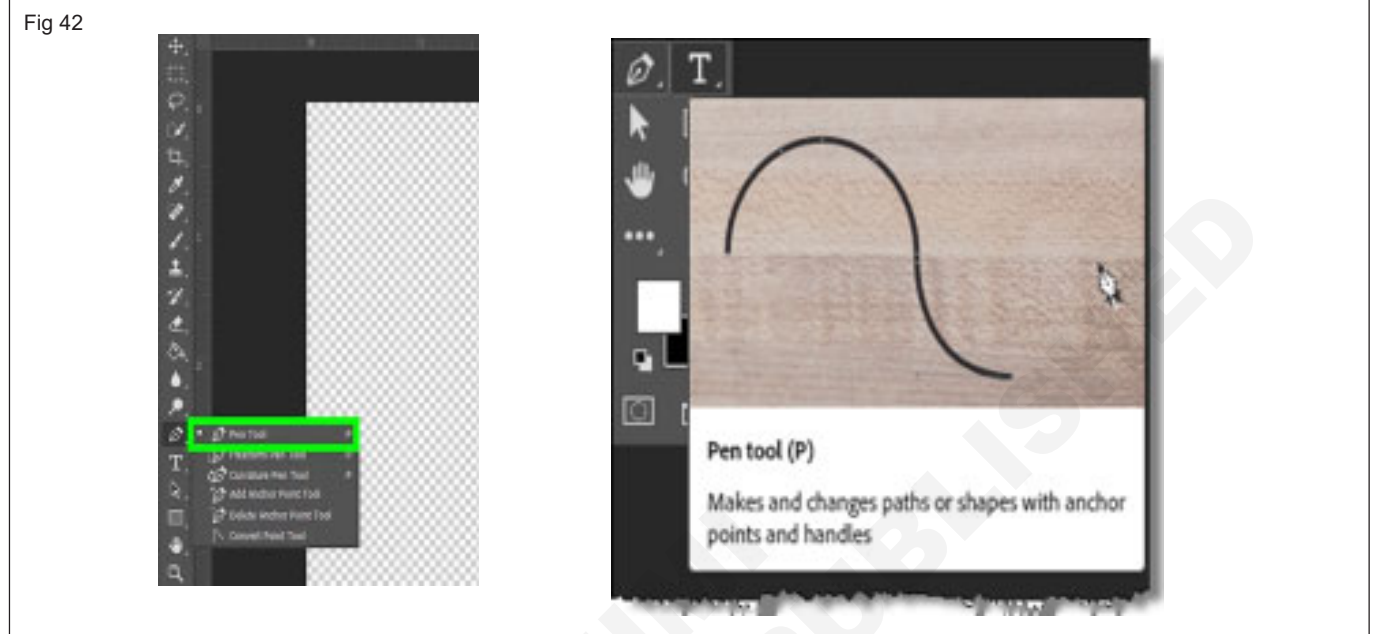 Fig 42
Pen Tool
Freeform Pen Tool
Curvature Pen Tool
Add Anchor Point Tool
Delete Anchor Point Tool
Convert Point Tool
T
T
Pen tool (P)
Makes and changes paths or shapes with anchor
points and handles